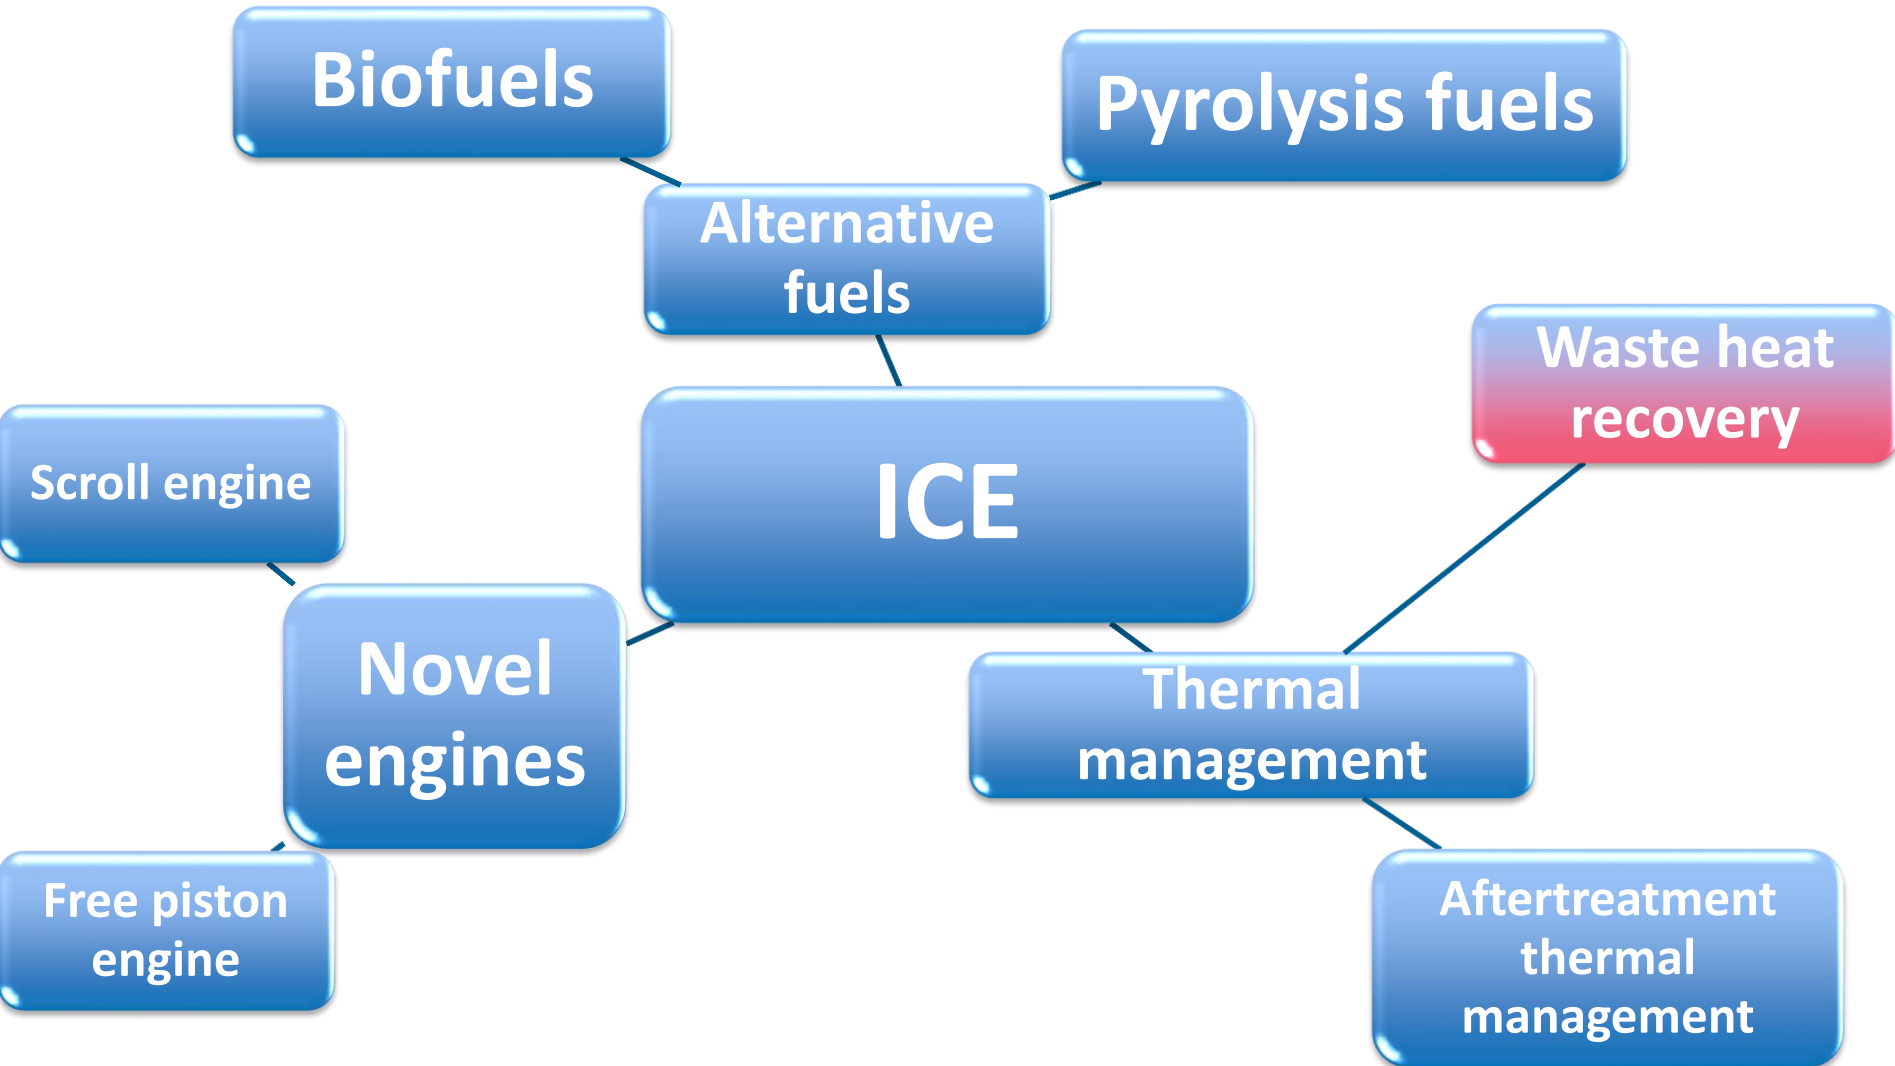 Biofuels
Pyrolysis fuels
Alternative
fuels
Waste heat
recovery
Scroll engine
ICE
Novel
engines
Thermal
management
Free piston
engine
Aftertreatment
thermal
management